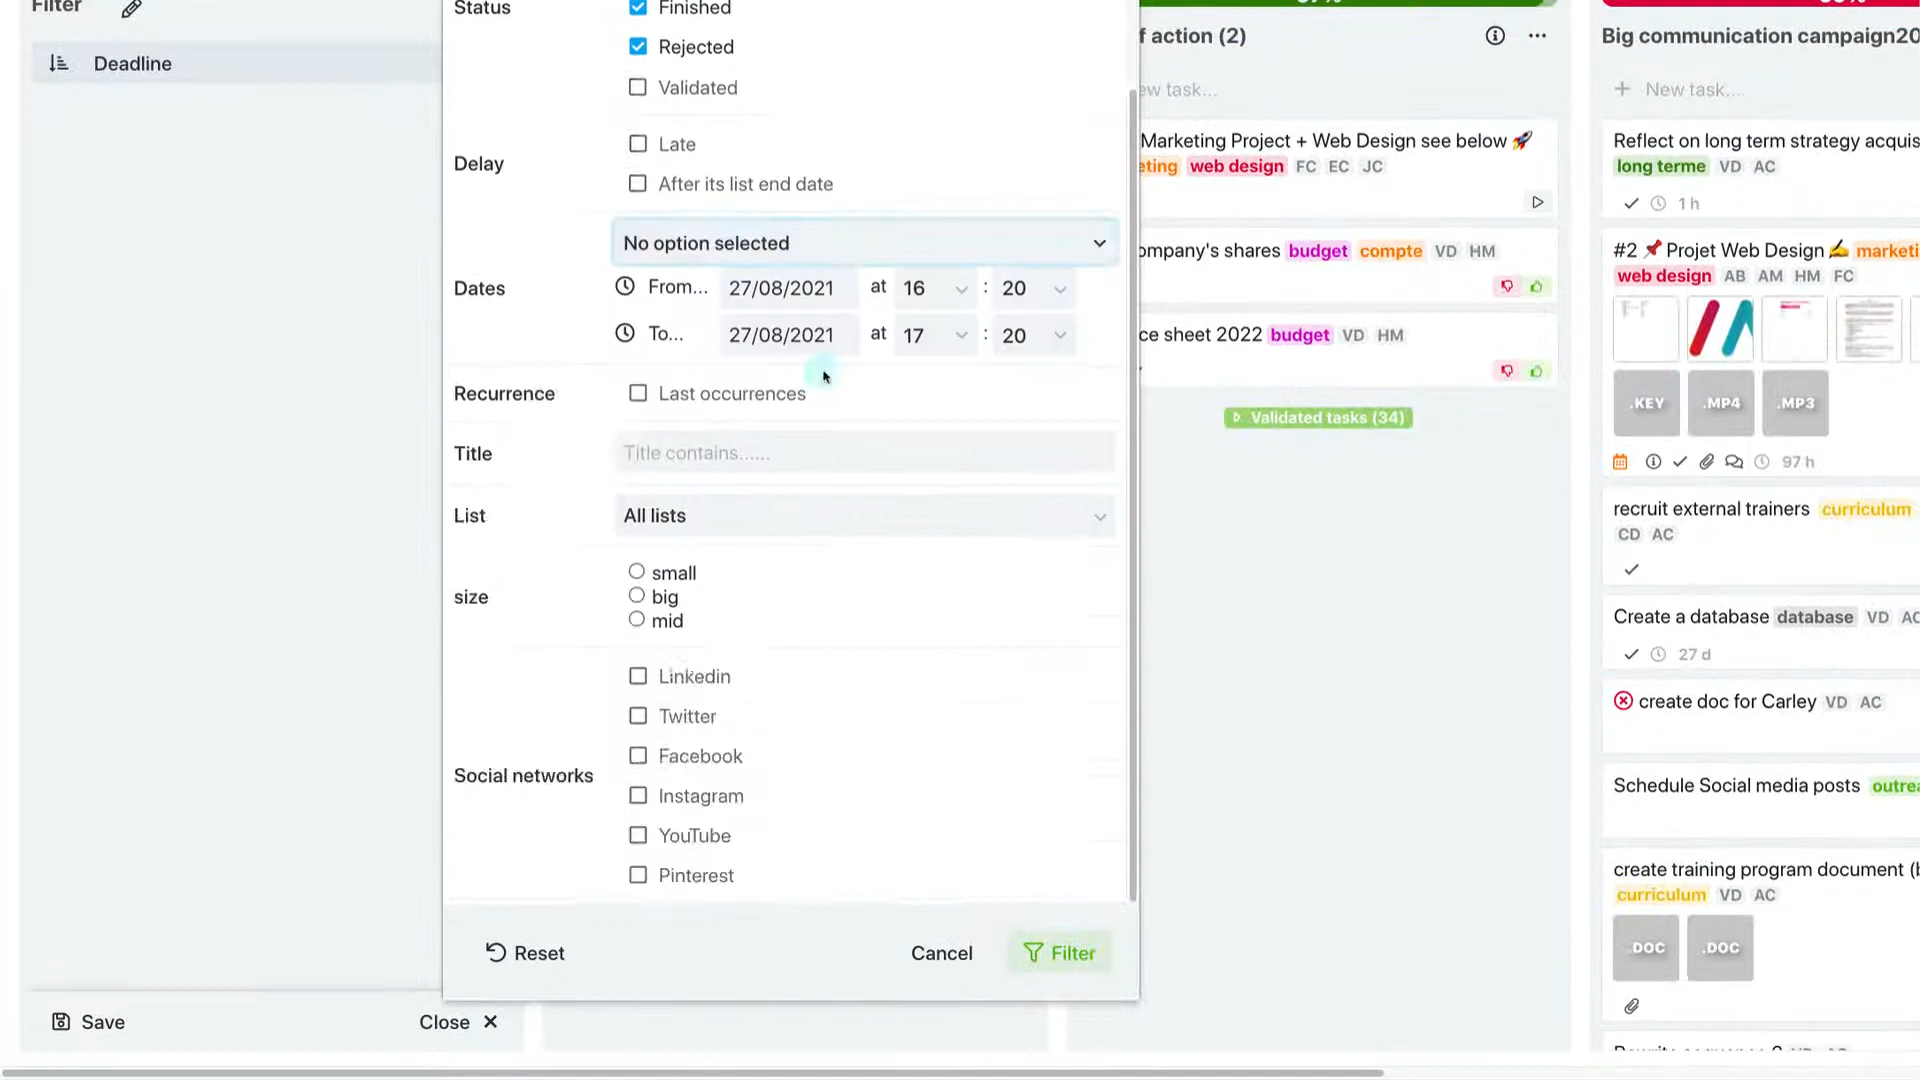 Filter
Deadline
Save
Close
Status
Finished
Rejected
Validated
Delay
Late
After its list end date
No option selected
Dates
From... 27/08/2021 at 16 : 20
To... 27/08/2021 at 17 : 20
Recurrence
Last occurrences
Title
Title contains......
List
All lists
size
small
big
mid
Social networks
Linkedin
Twitter
Facebook
Instagram
YouTube
Pinterest
Reset
Cancel
Filter
f action (2)
ew task...
Marketing Project + Web Design see below
eting web design FC EC JC
ompany's shares budget compte VD HM
ce sheet 2022 budget VD HM
Validated tasks (34)
Big communication campaign20
New task....
Reflect on long term strategy acquis
long terme VD AC
1 h
#2 Projet Web Design marketi
web design AB AM HM FC
.KEY .MP4 .MP3
97 h
recruit external trainers curriculum
CD AC
Create a database database VD AC
27 d
create doc for Carley VD AC
Schedule Social media posts outrea
create training program document (b
curriculum VD AC
.DOC .DOC